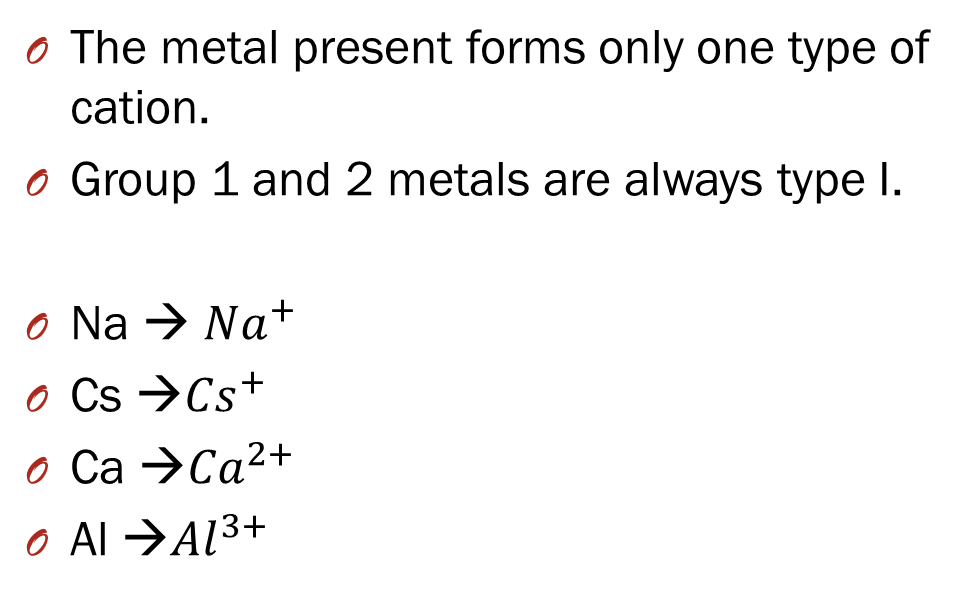 The metal present forms only one type of
cation.
Group 1 and 2 metals are always type I.
Na → Na⁺
Cs →Cs⁺
Ca →Ca²⁺
Al →Al³⁺